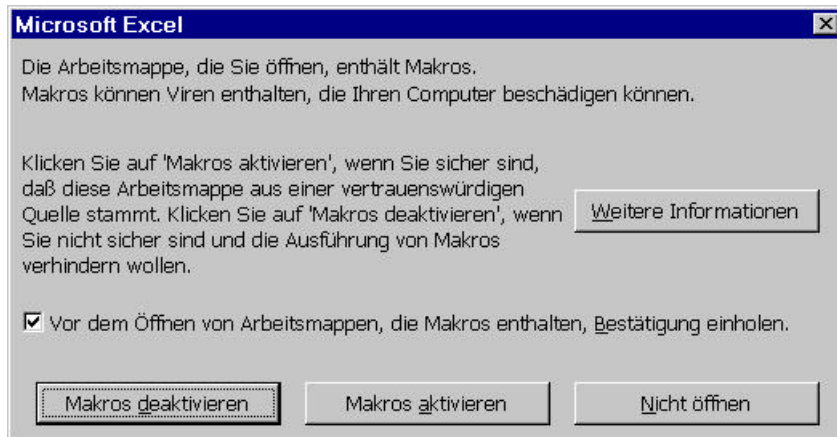 Microsoft Excel
Die Arbeitsmappe, die Sie öffnen, enthält Makros.
Makros können Viren enthalten, die Ihren Computer beschädigen können.
Klicken Sie auf 'Makros aktivieren', wenn Sie sicher sind,
daß diese Arbeitsmappe aus einer vertrauenswürdigen
Quelle stammt. Klicken Sie auf 'Makros deaktivieren', wenn
Sie nicht sicher sind und die Ausführung von Makros
verhindern wollen.
Weitere Informationen
Vor dem Öffnen von Arbeitsmappen, die Makros enthalten, Bestätigung einholen.
Makros deaktivieren
Makros aktivieren
Nicht öffnen